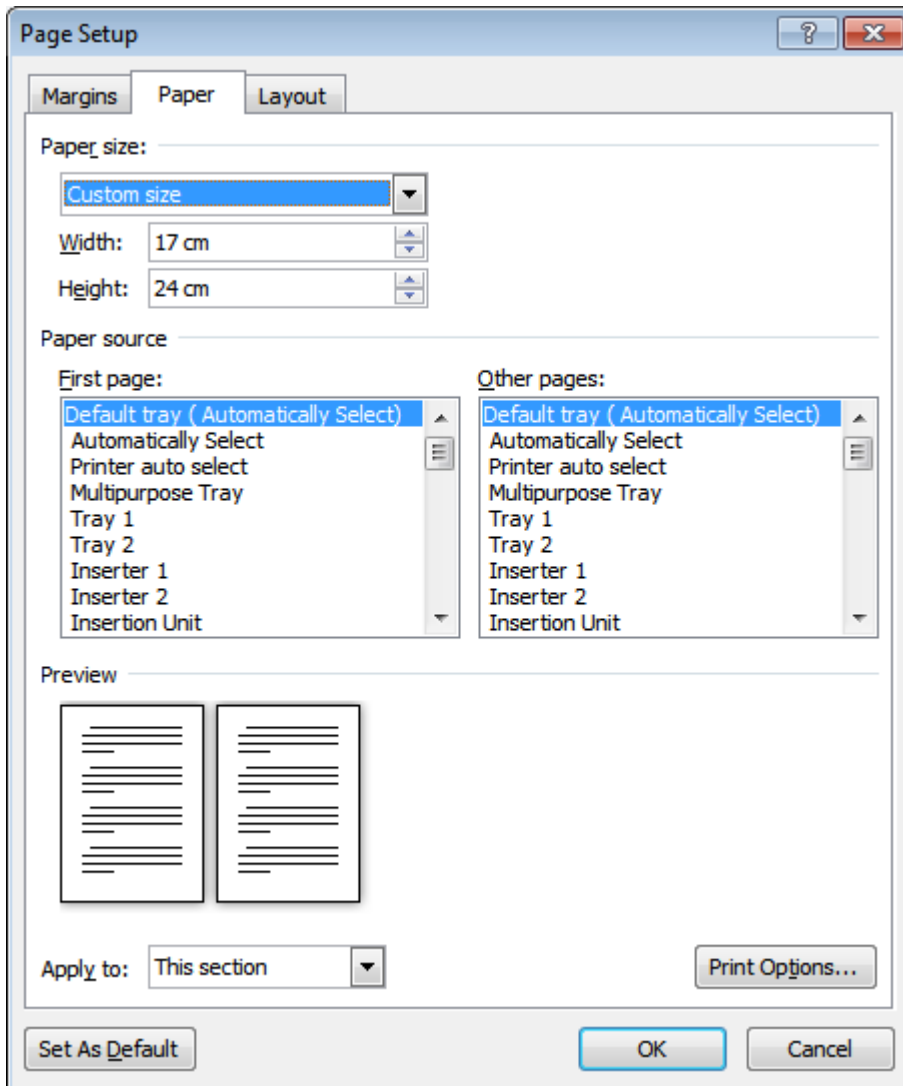 Page Setup
Margins Paper Layout
Paper size:
Custom size
Width: 17 cm
Height: 24 cm
Paper source
First page: Other pages:
Default tray ( Automatically Select) Default tray ( Automatically Select)
Automatically Select Automatically Select
Printer auto select Printer auto select
Multipurpose Tray Multipurpose Tray
Tray 1 Tray 1
Tray 2 Tray 2
Inserter 1 Inserter 1
Inserter 2 Inserter 2
Insertion Unit Insertion Unit
Preview
Apply to: This section Print Options...
Set As Default OK Cancel